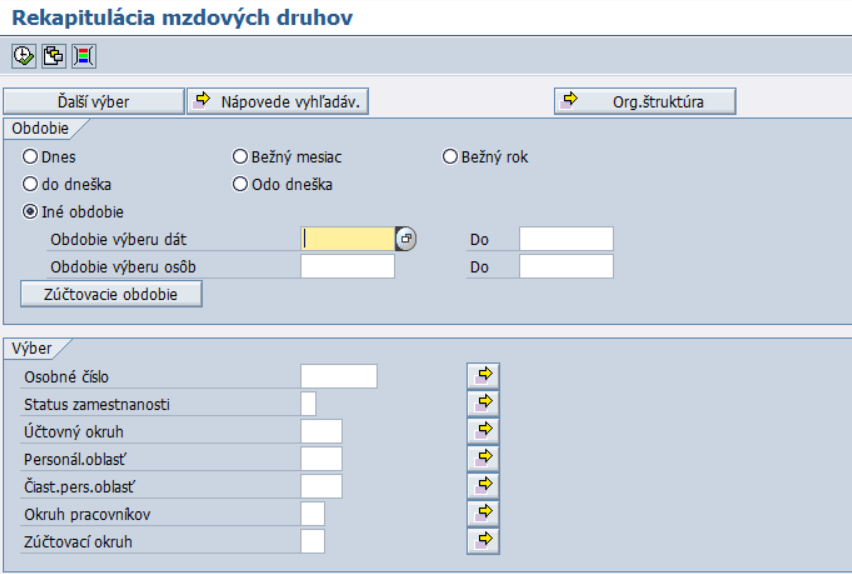 Rekapitulácia mzdových druhov
Ďalší výber Nápovede vyhľadáv. Org.štruktúra
Obdobie
Dnes Bežný mesiac Bežný rok
do dneška Odo dneška
Iné obdobie
Obdobie výberu dát Do
Obdobie výberu osôb Do
Zúčtovacie obdobie
Výber
Osobné číslo
Status zamestnanosti
Účtovný okruh
Personál.oblasť
Čiast.pers.oblasť
Okruh pracovníkov
Zúčtovací okruh